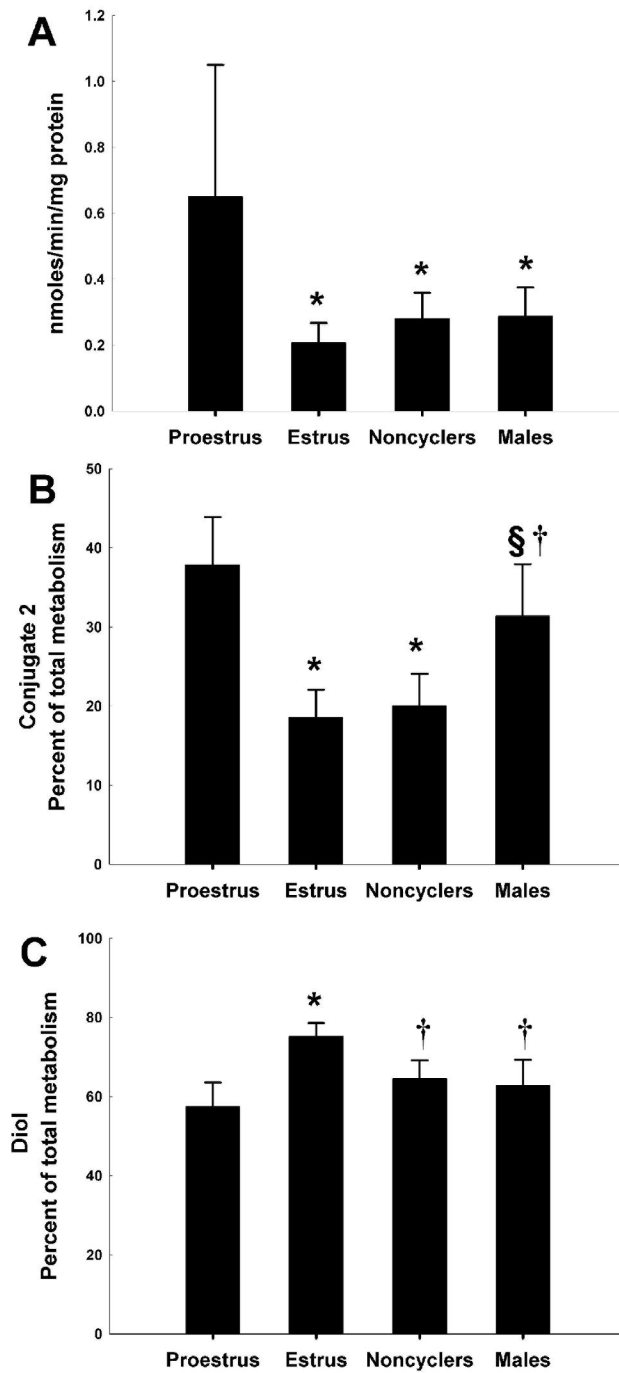 A
nmoles/min/mg protein
1.2
1.0
0.8
0.6
0.4
0.2
0.0
*
*
*
Proestrus Estrus Noncyclers Males
B
Conjugate 2
Percent of total metabolism
50
40
30
20
10
0
*
*
§ †
Proestrus Estrus Noncyclers Males
C
Diol
Percent of total metabolism
100
80
60
40
20
0
*
†
†
Proestrus Estrus Noncyclers Males